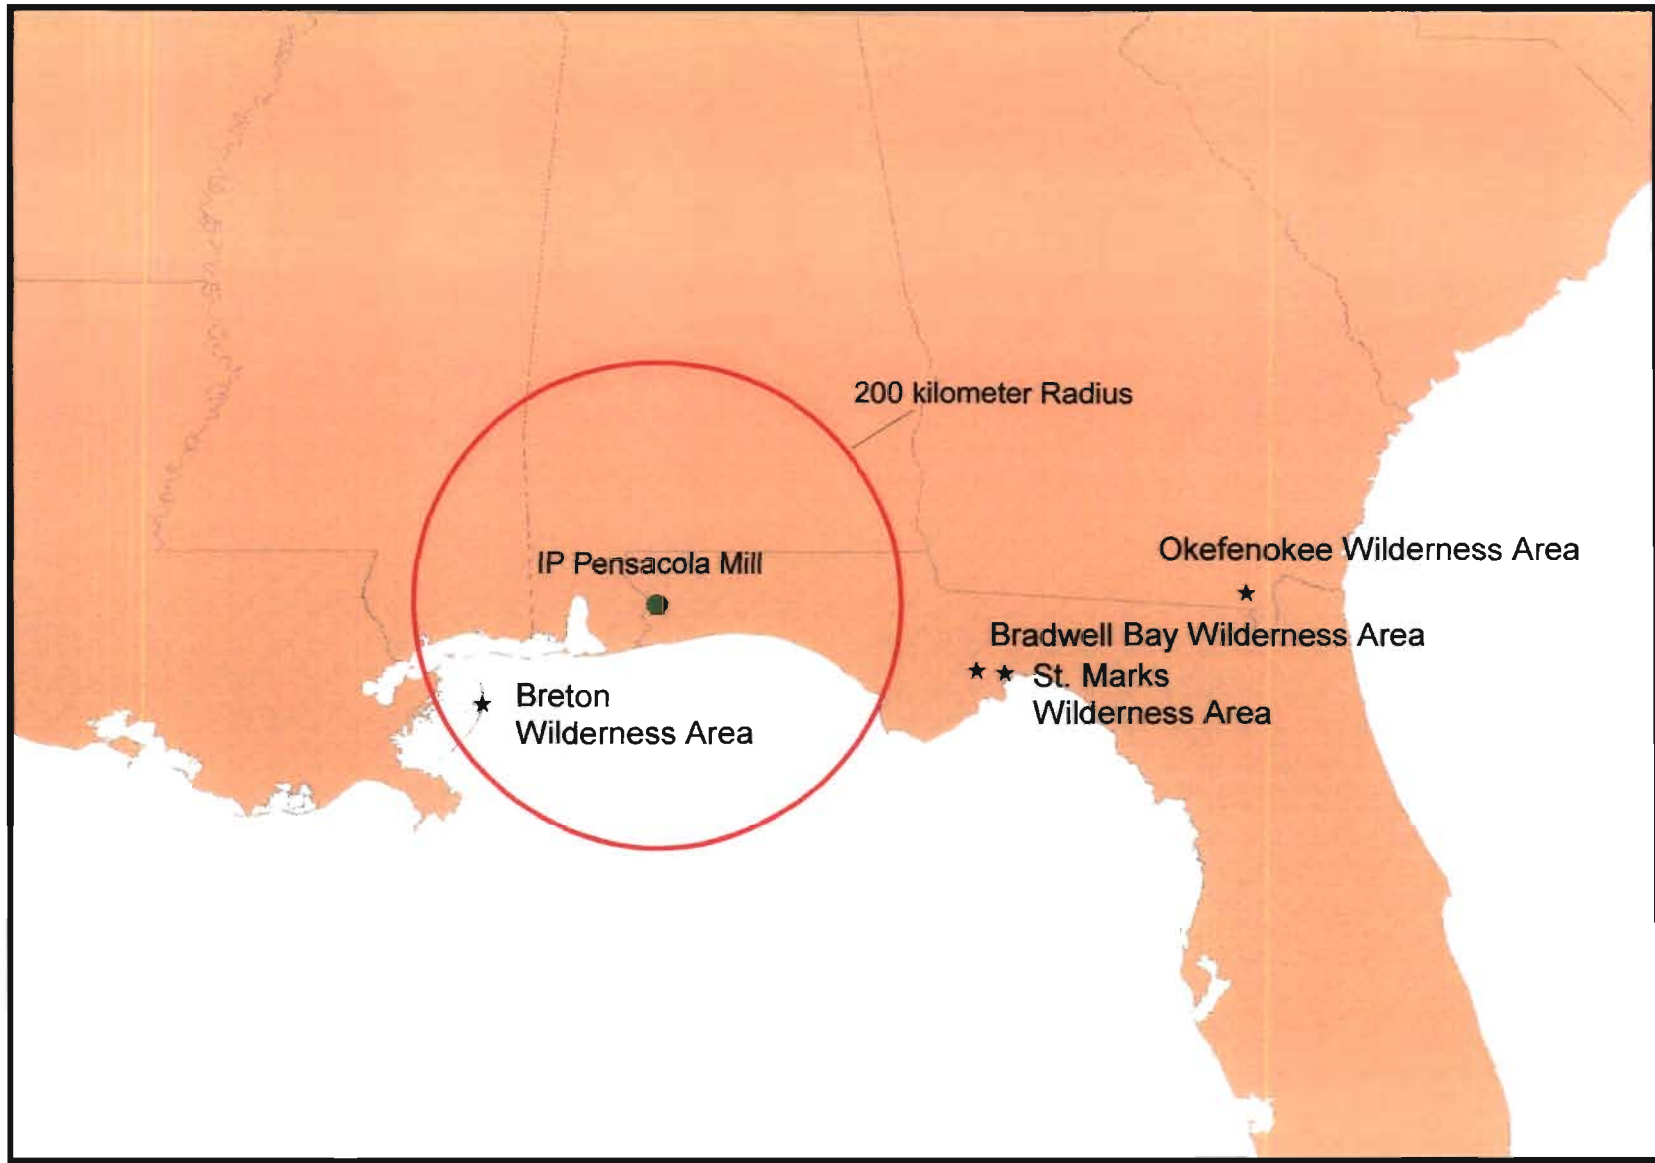 200 kilometer Radius
IP Pensacola Mill
Okefenokee Wilderness Area
Bradwell Bay Wilderness Area
St. Marks
Wilderness Area
Breton
Wilderness Area